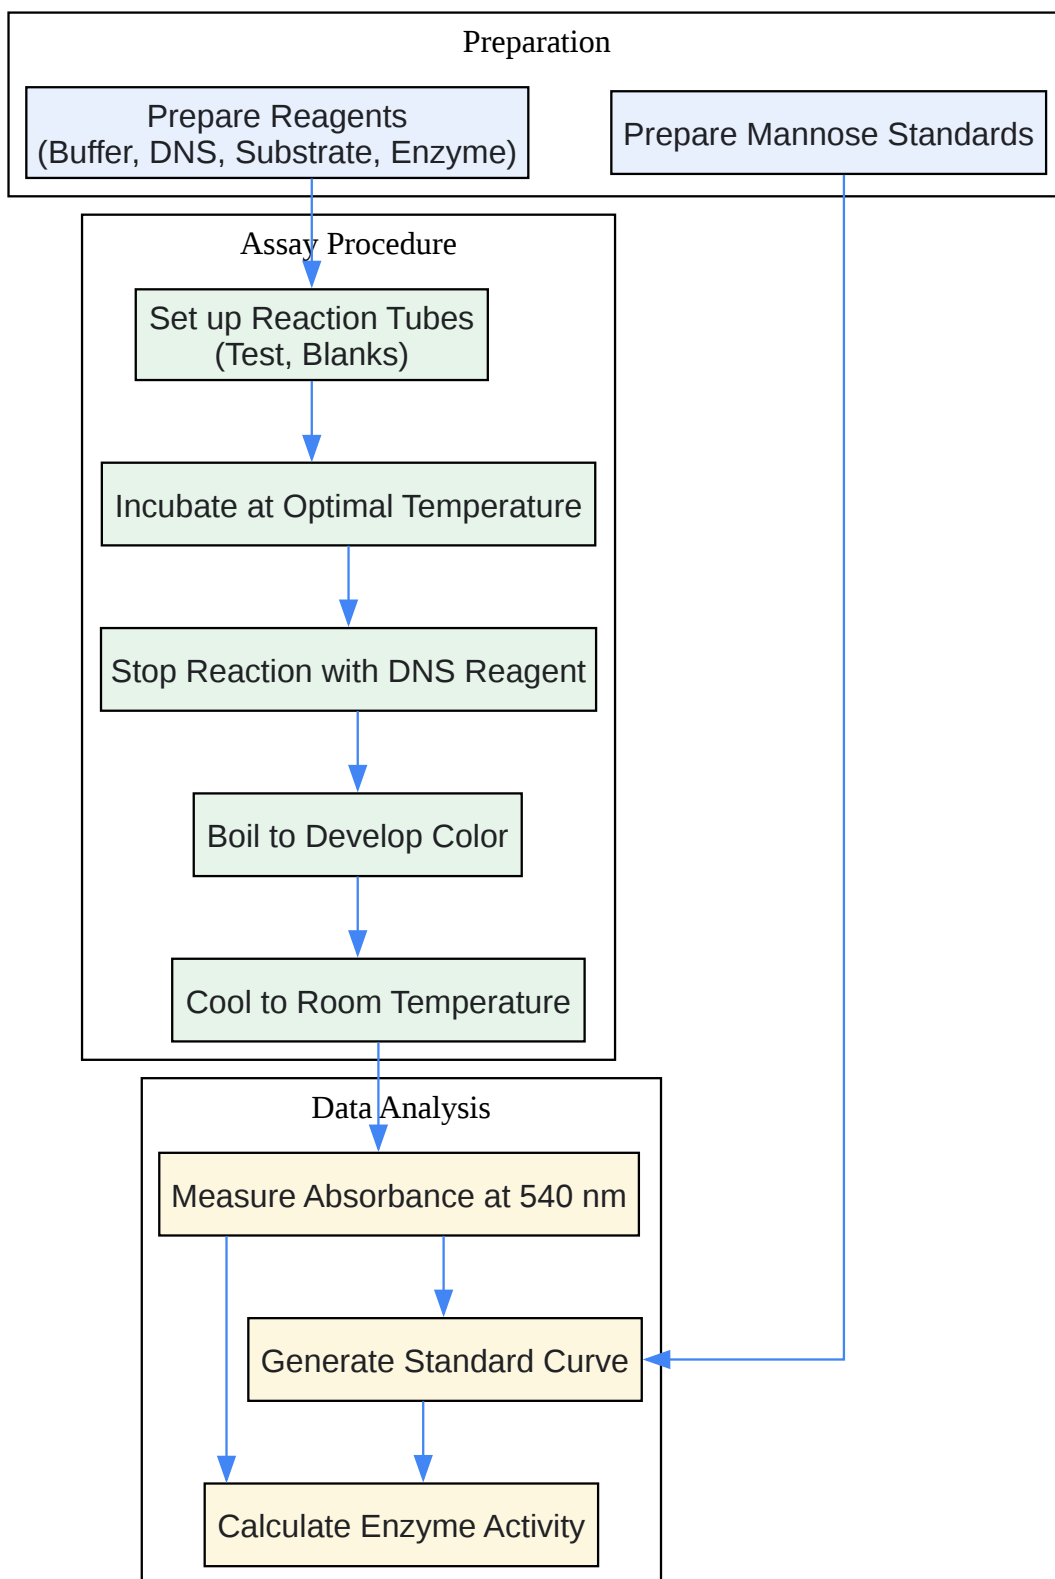 Preparation
Prepare Reagents
(Buffer, DNS, Substrate, Enzyme)
Prepare Mannose Standards
Assay Procedure
Set up Reaction Tubes
(Test, Blanks)
Incubate at Optimal Temperature
Stop Reaction with DNS Reagent
Boil to Develop Color
Cool to Room Temperature
Data Analysis
Measure Absorbance at 540 nm
Generate Standard Curve
Calculate Enzyme Activity